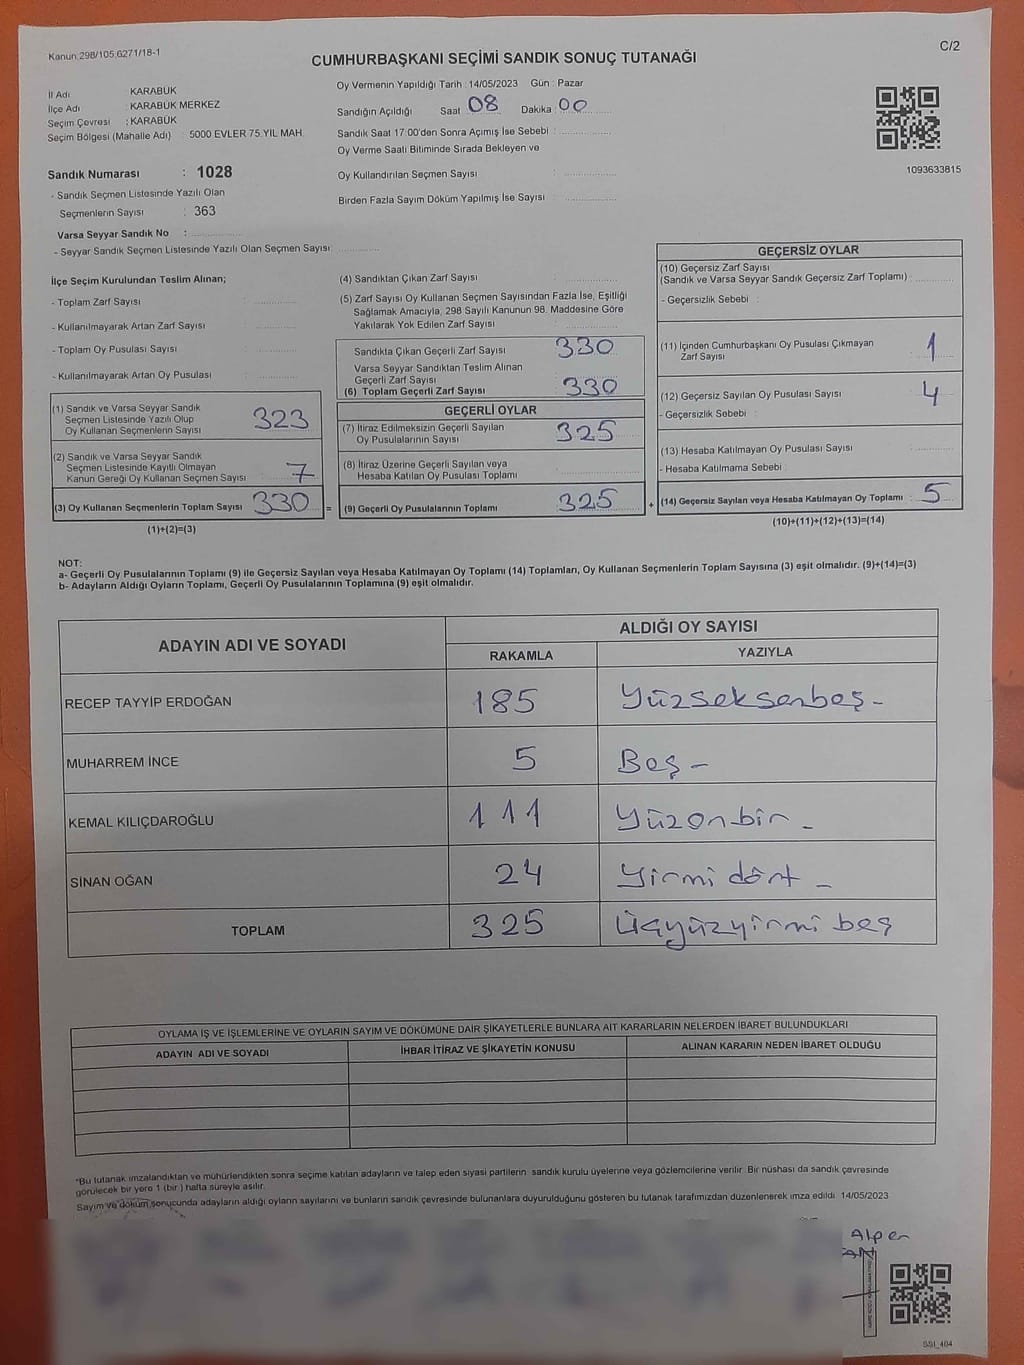 Kanun:298/105;6271/18-1
C/2
CUMHURBAŞKANI SEÇİMİ SANDIK SONUÇ TUTANAĞI
İl Adı : KARABÜK
İlçe Adı : KARABÜK MERKEZ
Seçim Çevresi : KARABÜK
Seçim Bölgesi (Mahalle Adı) : 5000 EVLER 75.YIL MAH.
Oy Vermenin Yapıldığı Tarih : 14/05/2023 Gün : Pazar
Sandığın Açıldığı Saat 08 Dakika 00
Sandık Saat 17:00'den Sonra Açımış İse Sebebi :
Oy Verme Saati Bitiminde Sırada Bekleyen ve
Oy Kullandırılan Seçmen Sayısı :
Birden Fazla Sayım Döküm Yapılmış İse Sayısı :
1093633815
Sandık Numarası : 1028
- Sandık Seçmen Listesinde Yazılı Olan
Seçmenlerin Sayısı : 363
Varsa Seyyar Sandık No :
- Seyyar Sandık Seçmen Listesinde Yazılı Olan Seçmen Sayısı:
İlçe Seçim Kurulundan Teslim Alınan;
- Toplam Zarf Sayısı :
- Kullanılmayarak Artan Zarf Sayısı :
- Toplam Oy Pusulası Sayısı :
- Kullanılmayarak Artan Oy Pusulası :
(1) Sandık ve Varsa Seyyar Sandık
Seçmen Listesinde Yazılı Olup
Oy Kullanan Seçmenlerin Sayısı 323
(2) Sandık ve Varsa Seyyar Sandık
Seçmen Listesinde Kayıtlı Olmayan
Kanun Gereği Oy Kullanan Seçmen Sayısı 7
(3) Oy Kullanan Seçmenlerin Toplam Sayısı 330 =
(1)+(2)=(3)
(4) Sandıktan Çıkan Zarf Sayısı :
(5) Zarf Sayısı Oy Kullanan Seçmen Sayısından Fazla İse, Eşitliği
Sağlamak Amacıyla, 298 Sayılı Kanunun 98. Maddesine Göre
Yakılarak Yok Edilen Zarf Sayısı :
Sandıkta Çıkan Geçerli Zarf Sayısı 330
Varsa Seyyar Sandıktan Teslim Alınan
Geçerli Zarf Sayısı
(6) Toplam Geçerli Zarf Sayısı 330
GEÇERLİ OYLAR
(7) İtiraz Edilmeksizin Geçerli Sayılan
Oy Pusulalarının Sayısı 325
(8) İtiraz Üzerine Geçerli Sayılan veya
Hesaba Katılan Oy Pusulası Toplamı
(9) Geçerli Oy Pusulalarının Toplamı 325 +
GEÇERSİZ OYLAR
(10) Geçersiz Zarf Sayısı
(Sandık ve Varsa Seyyar Sandık Geçersiz Zarf Toplamı) :
- Geçersizlik Sebebi :
(11) İçinden Cumhurbaşkanı Oy Pusulası Çıkmayan
Zarf Sayısı : 1
(12) Geçersiz Sayılan Oy Pusulası Sayısı : 4
- Geçersizlik Sebebi :
(13) Hesaba Katılmayan Oy Pusulası Sayısı :
- Hesaba Katılmama Sebebi :
(14) Geçersiz Sayılan veya Hesaba Katılmayan Oy Toplamı : 5
(10)+(11)+(12)+(13)=(14)
NOT:
a- Geçerli Oy Pusulalarının Toplamı (9) ile Geçersiz Sayılan veya Hesaba Katılmayan Oy Toplamı (14) Toplamları, Oy Kullanan Seçmenlerin Toplam Sayısına (3) eşit olmalıdır. (9)+(14)=(3)
b- Adayların Aldığı Oyların Toplamı, Geçerli Oy Pusulalarının Toplamına (9) eşit olmalıdır.
ADAYIN ADI VE SOYADI
ALDIĞI OY SAYISI
RAKAMLA YAZIYLA
RECEP TAYYİP ERDOĞAN 185 Yüzseksenbeş-
MUHARREM İNCE 5 Beş-
KEMAL KILIÇDAROĞLU 111 Yüzonbir-
SİNAN OĞAN 24 Yirmi dört -
TOPLAM 325 Üçyüzyirmi beş
OYLAMA İŞ VE İŞLEMLERİNE VE OYLARIN SAYIM VE DÖKÜMÜNE DAİR ŞİKAYETLERLE BUNLARA AİT KARARLARIN NELERDEN İBARET BULUNDUKLARI
ADAYIN ADI VE SOYADI İHBAR İTİRAZ VE ŞİKAYETİN KONUSU ALINAN KARARIN NEDEN İBARET OLDUĞU
*Bu tutanak imzalandıktan ve mühürlendikten sonra seçime katılan adayların ve talep eden siyasi partilerin sandık kurulu üyelerine veya gözlemcilerine verilir. Bir nüshası da sandık çevresinde
görülecek bir yere 1 (bir ) hafta süreyle asılır.
Sayım ve döküm sonucunda adayların aldığı oyların sayılarını ve bunların sandık çevresinde bulunanlara duyurulduğunu gösteren bu tutanak tarafımızdan düzenlenerek imza edildi. 14/05/2023
Alper
SSI_404